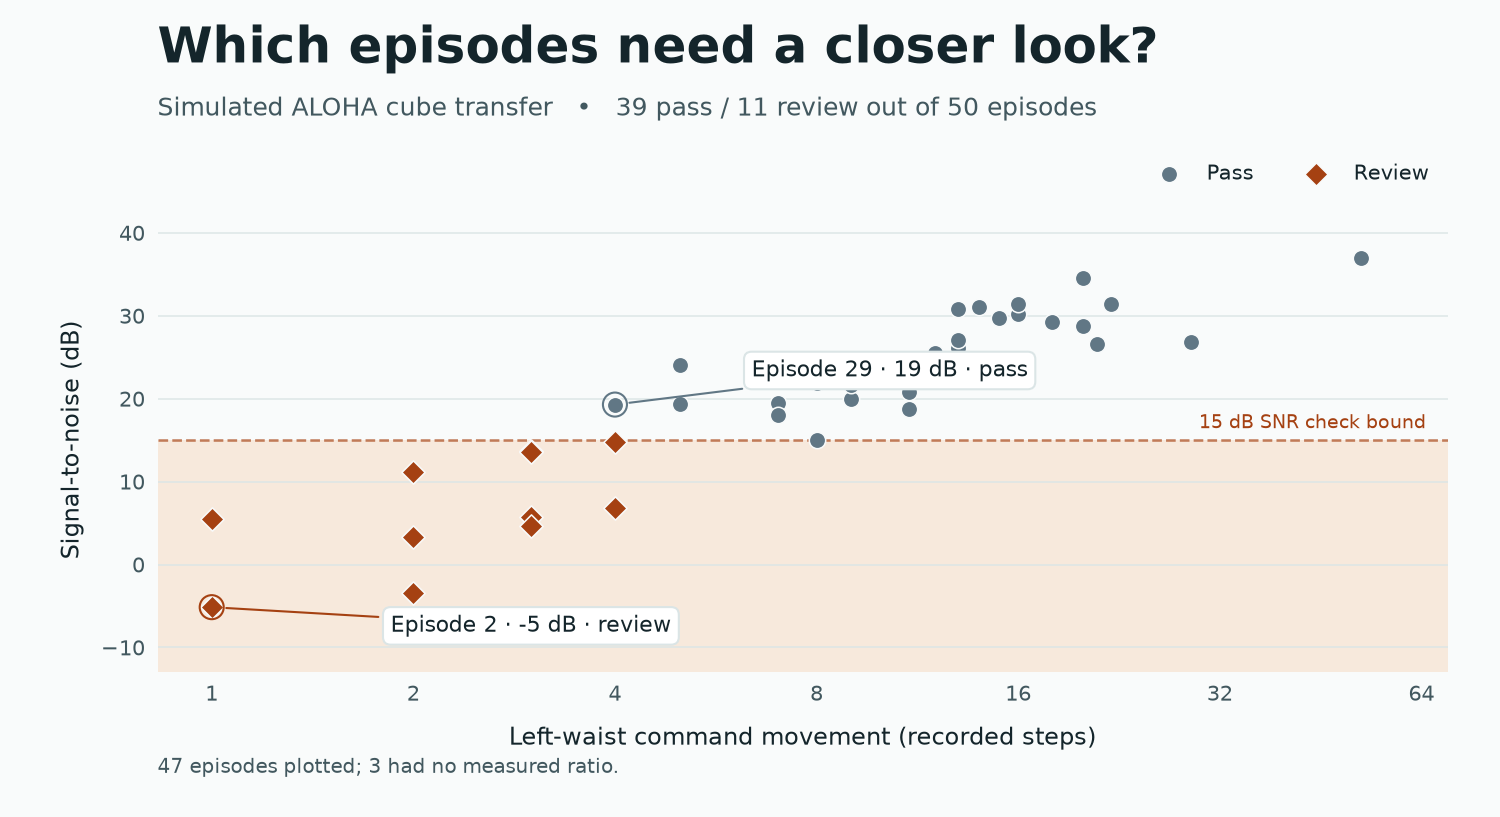 Which episodes need a closer look?
Simulated ALOHA cube transfer • 39 pass / 11 review out of 50 episodes
Pass
Review
40
30
20
10
0
−10
Signal-to-noise (dB)
Episode 29 · 19 dB · pass
15 dB SNR check bound
Episode 2 · -5 dB · review
1 2 4 8 16 32 64
Left-waist command movement (recorded steps)
47 episodes plotted; 3 had no measured ratio.